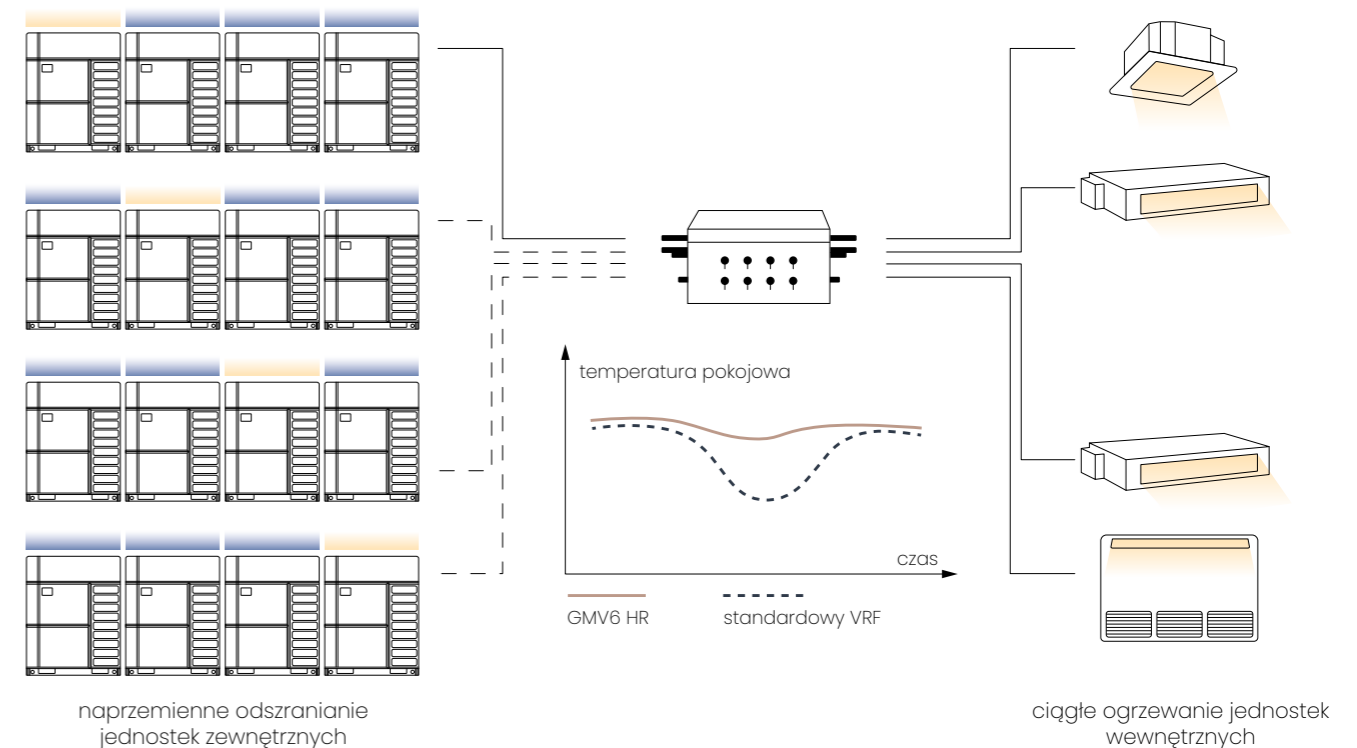 temperatura pokojowa
czas
GMV6 HR
standardowy VRF
naprzemienne odszranianie
jednostek zewnętrznych
ciągłe ogrzewanie jednostek
wewnętrznych